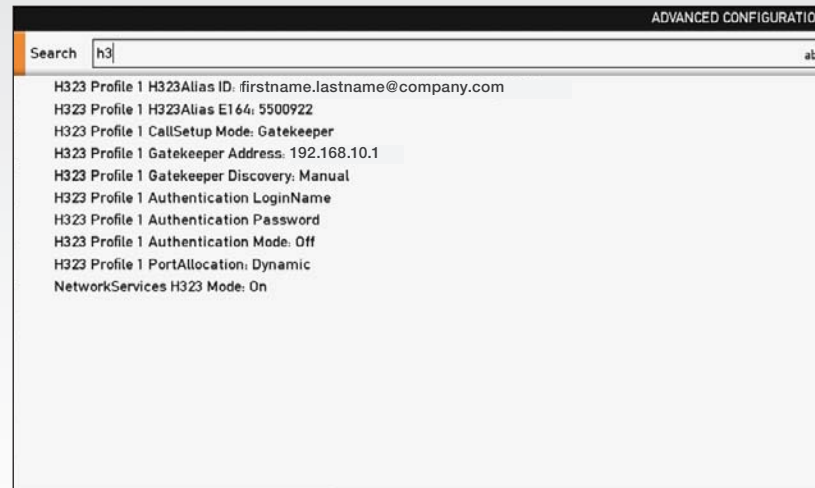 ADVANCED CONFIGURATIO
Search h3 ab
H323 Profile 1 H323Alias ID: firstname.lastname@company.com
H323 Profile 1 H323Alias E164: 5500922
H323 Profile 1 CallSetup Mode: Gatekeeper
H323 Profile 1 Gatekeeper Address: 192.168.10.1
H323 Profile 1 Gatekeeper Discovery: Manual
H323 Profile 1 Authentication LoginName
H323 Profile 1 Authentication Password
H323 Profile 1 Authentication Mode: Off
H323 Profile 1 PortAllocation: Dynamic
NetworkServices H323 Mode: On